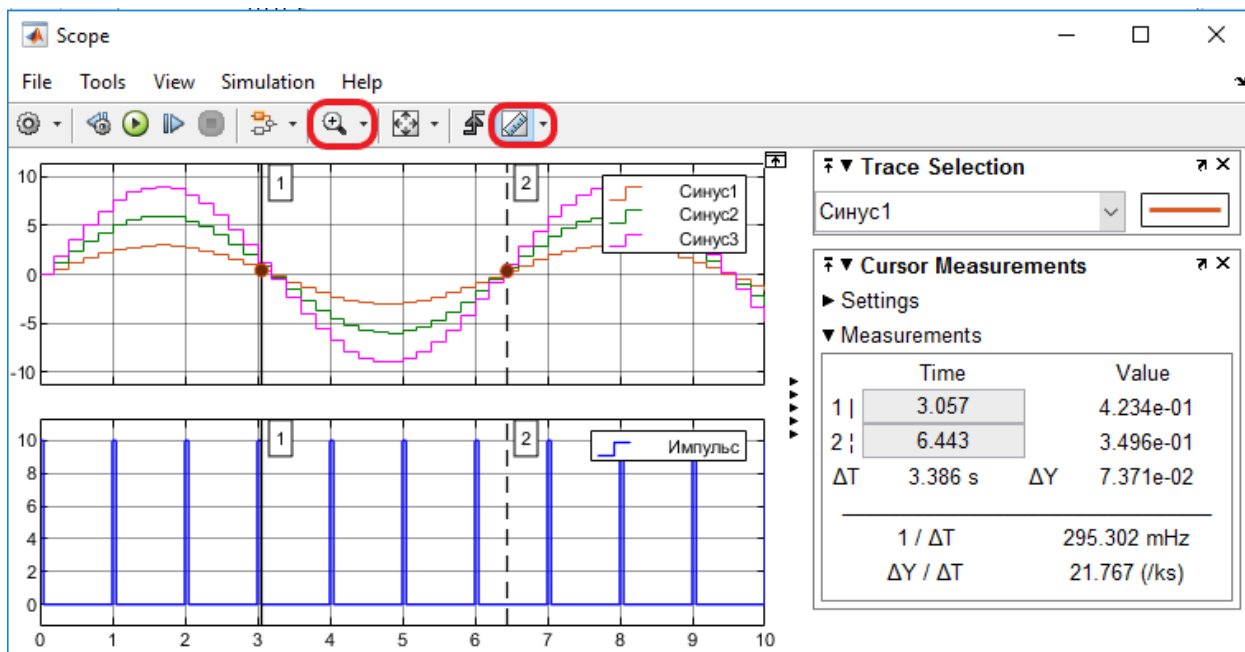 Scope
File Tools View Simulation Help
10
5
0
-5
-10
1
2
Синус1
Синус2
Синус3
10
8
6
4
2
0
1
2
Импульс
0 1 2 3 4 5 6 7 8 9 10
Trace Selection
Синус1
Cursor Measurements
Settings
Measurements
Time Value
1 | 3.057 4.234e-01
2 ¦ 6.443 3.496e-01
ΔT 3.386 s ΔY 7.371e-02
1 / ΔT 295.302 mHz
ΔY / ΔT 21.767 (/ks)